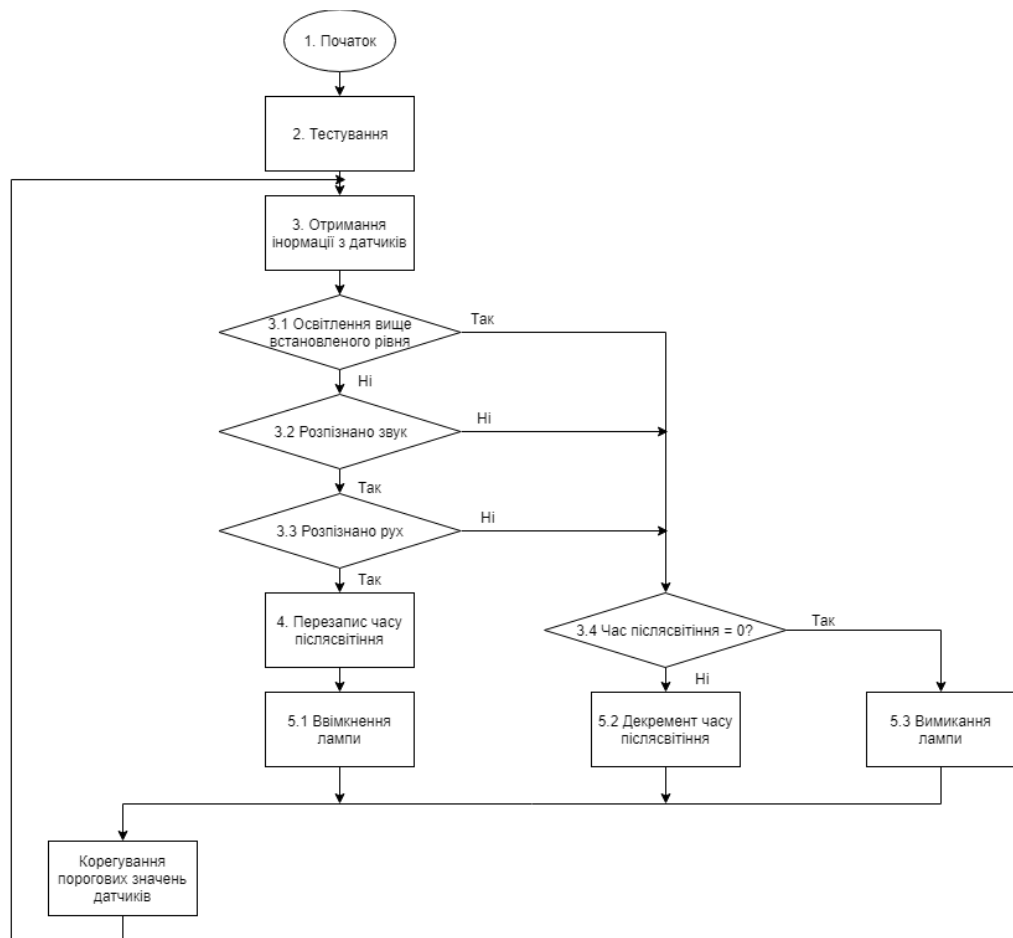 1. Початок
2. Тестування
3. Отримання
інормації з датчиків
3.1 Освітлення вище
встановленого рівня
Так
Ні
3.2 Розпізнано звук
Ні
Так
3.3 Розпізнано рух
Ні
Так
4. Перезапис часу
післясвітіння
3.4 Час післясвітіння = 0?
Так
Ні
5.1 Ввімкнення
лампи
5.2 Декремент часу
післясвітіння
5.3 Вимикання
лампи
Корегування
порогових значень
датчиків